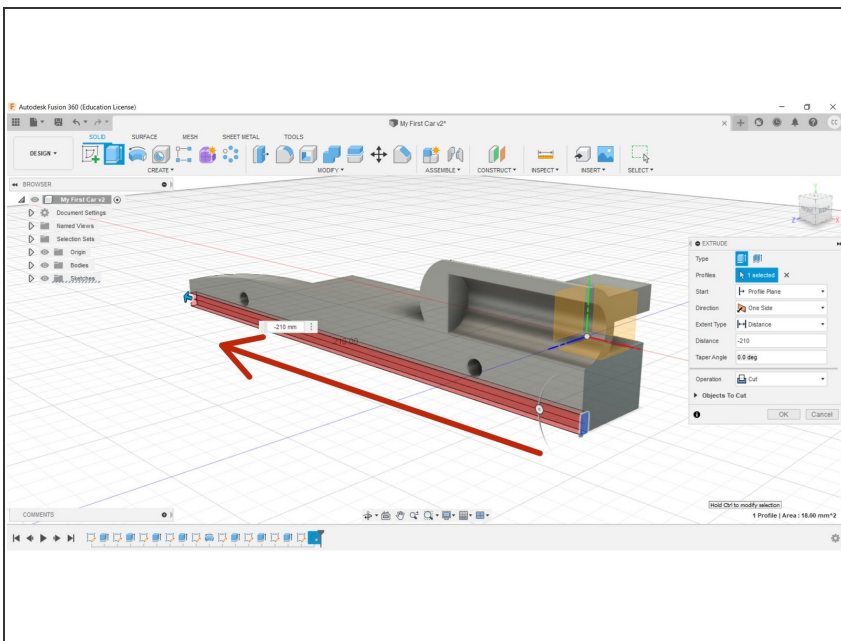 Autodesk Fusion 360 (Education License)
My First Car v2*
CC
SOLID SURFACE MESH SHEET METAL TOOLS
DESIGN
CREATE MODIFY ASSEMBLE CONSTRUCT INSPECT INSERT SELECT
BROWSER
My First Car v2
Document Settings
Named Views
Selection Sets
Origin
Bodies
Sketches
-210 mm
-210.00
EXTRUDE
Type
Profiles 1 selected
Start Profile Plane
Direction One Side
Extent Type Distance
Distance -210
Taper Angle 0.0 deg
Operation Cut
Objects To Cut
OK Cancel
Hold Ctrl to modify selection
COMMENTS
1 Profile | Area : 18.00 mm^2